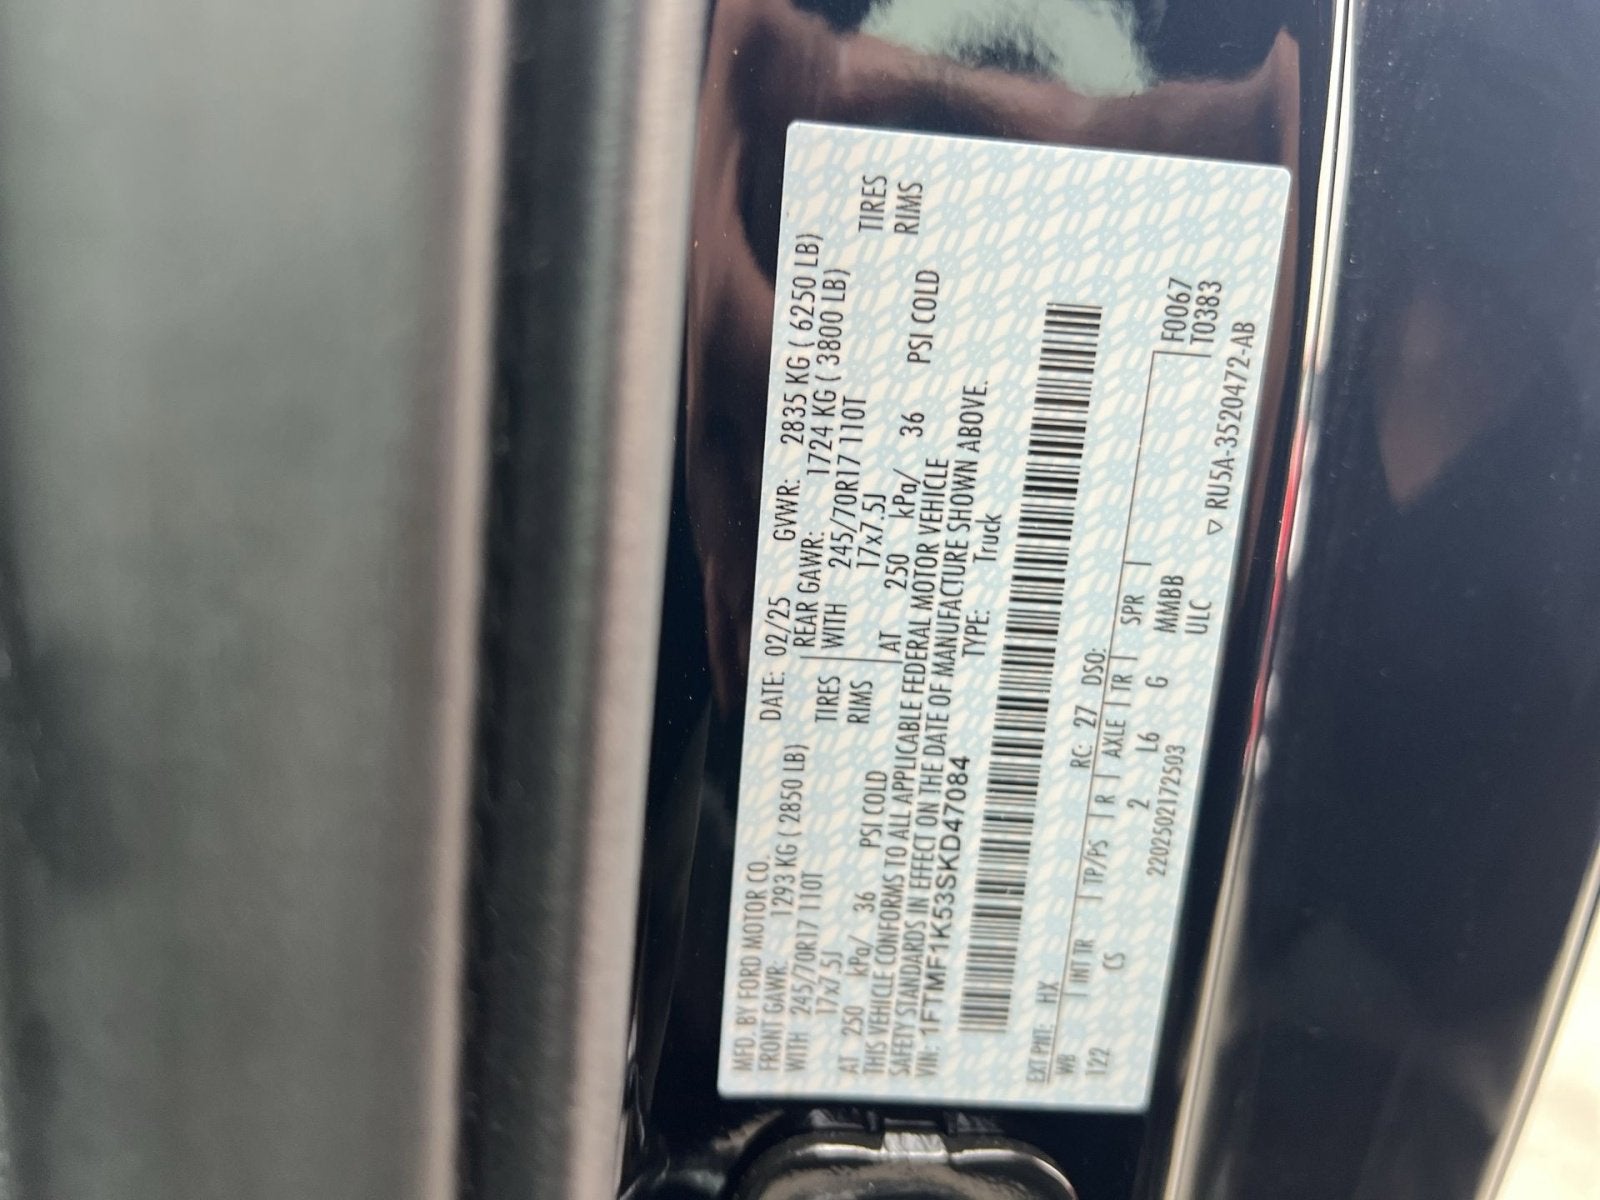 MFD. BY FORD MOTOR CO.
DATE: 02/25 GVWR: 2835 KG ( 6250 LB)
FRONT GAWR: 1293 KG ( 2850 LB) REAR GAWR: 1724 KG ( 3800 LB)
WITH 245/70R17 110T TIRES WITH 245/70R17 110T TIRES
17x7.5J RIMS 17x7.5J RIMS
AT 250 kPa/ 36 PSI COLD AT 250 kPa/ 36 PSI COLD
THIS VEHICLE CONFORMS TO ALL APPLICABLE FEDERAL MOTOR VEHICLE
SAFETY STANDARDS IN EFFECT ON THE DATE OF MANUFACTURE SHOWN ABOVE.
VIN: 1FTMF1K53SKD47084 TYPE: Truck
EXT PNT: HX RC: 27 DSO:
WB INT TR TP/PS R AXLE TR SPR F0067
122 CS 2 L6 G MMBB T0383
2202502172503 ULC
▽ RU5A-3520472-AB